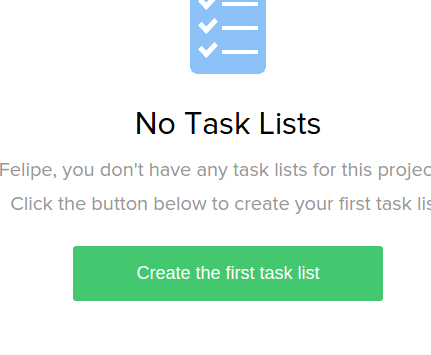 No Task Lists
Felipe, you don't have any task lists for this projec
Click the button below to create your first task lis
Create the first task list